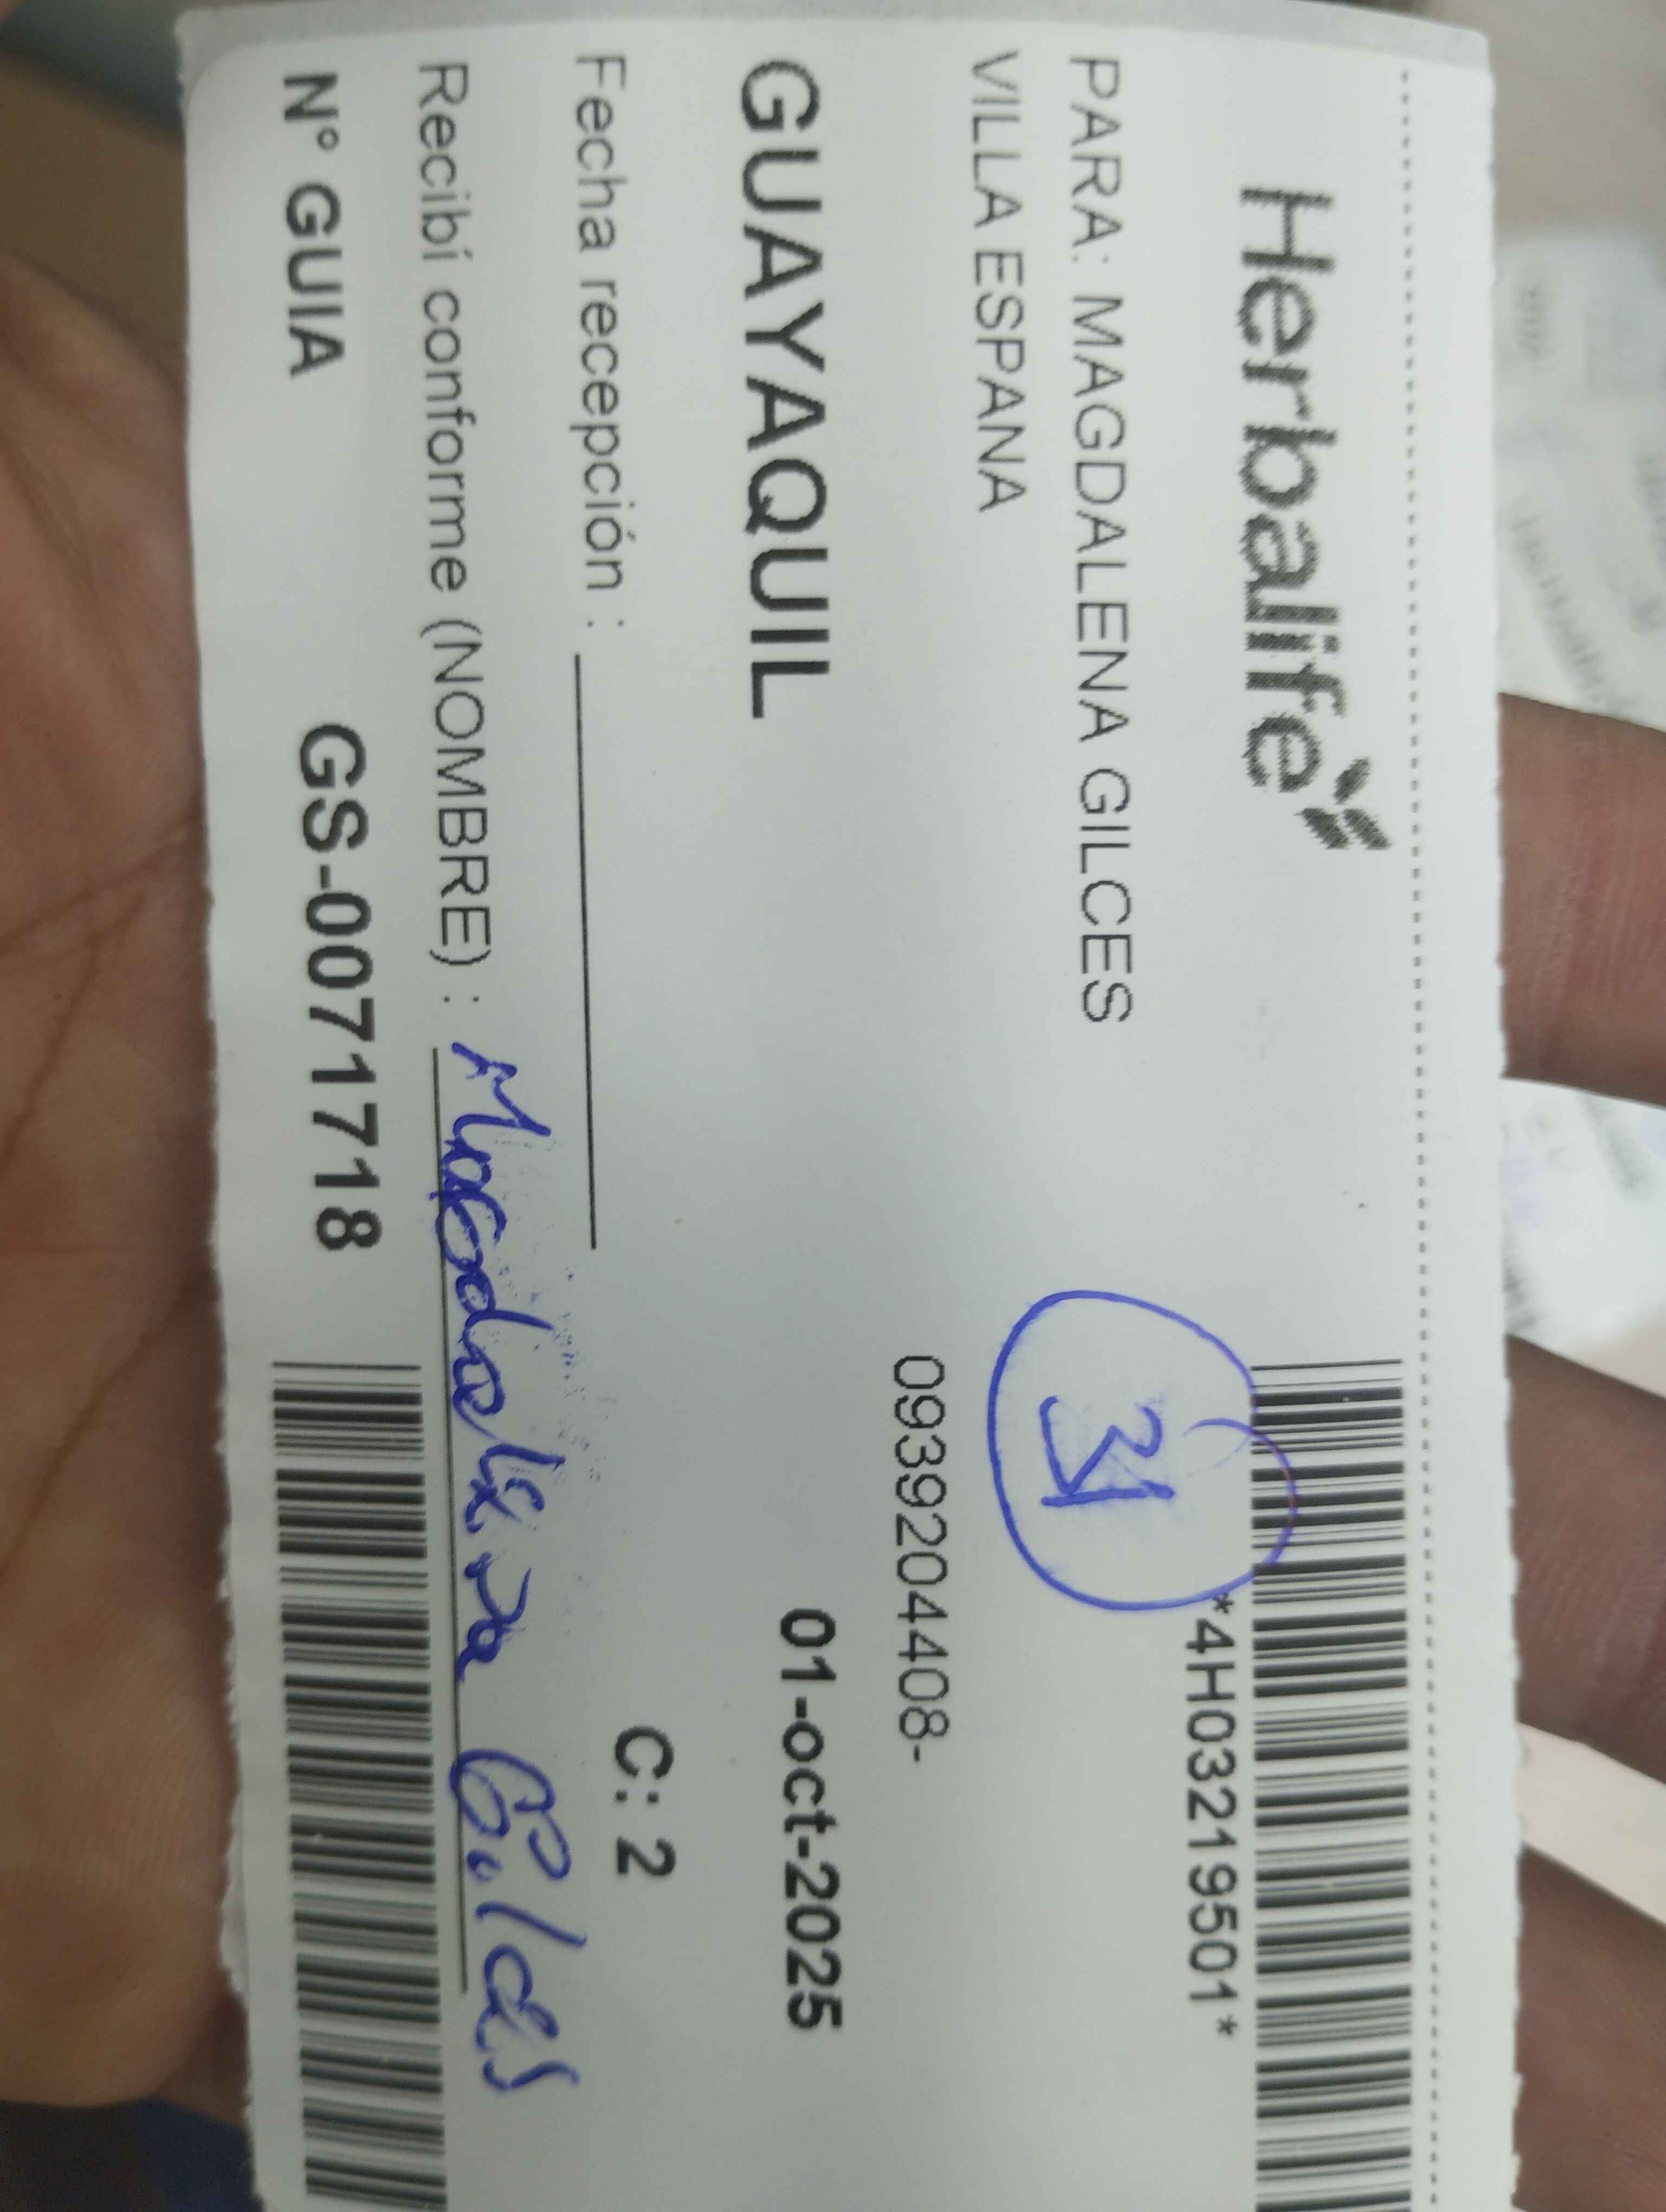 Herbalife
*4H03219501*
PARA: MAGDALENA GILCES
31
VILLA ESPANA
0939204408-
GUAYAQUIL
01-oct-2025
Fecha recepción :
C: 2
Recibí conforme (NOMBRE) : Magdalena Gilces
N° GUIA GS-00717718